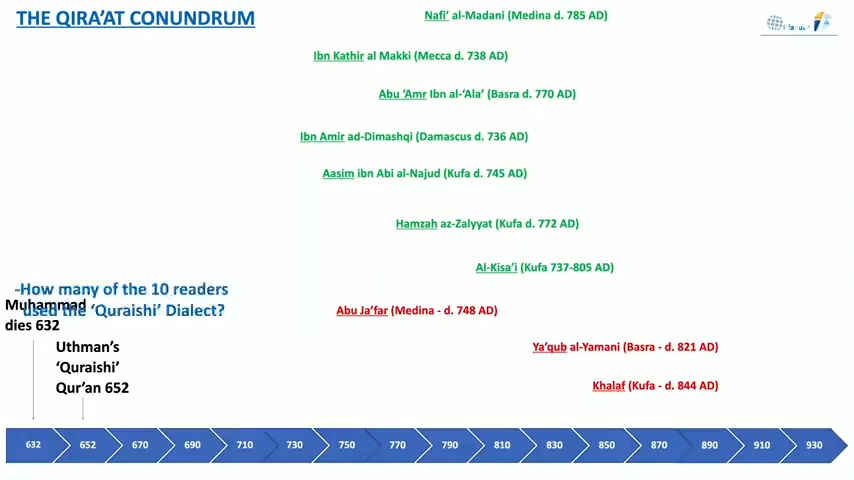 THE QIRA'AT CONUNDRUM
Nafi' al-Madani (Medina d. 785 AD)
Ibn Kathir al Makki (Mecca d. 738 AD)
Abu 'Amr Ibn al-'Ala' (Basra d. 770 AD)
Ibn Amir ad-Dimashqi (Damascus d. 736 AD)
Aasim ibn Abi al-Najud (Kufa d. 745 AD)
Hamzah az-Zalyyat (Kufa d. 772 AD)
Al-Kisa'i (Kufa 737-805 AD)
-How many of the 10 readers
used the 'Quraishi' Dialect?
Muhammad
dies 632
Abu Ja'far (Medina - d. 748 AD)
Uthman's
'Quraishi'
Qur'an 652
Ya'qub al-Yamani (Basra - d. 821 AD)
Khalaf (Kufa - d. 844 AD)
632 652 670 690 710 730 750 770 790 810 830 850 870 890 910 930